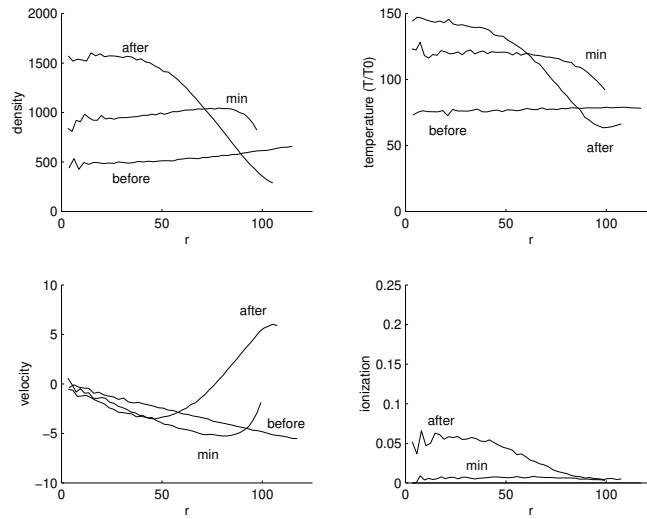 2000
1500
1000
500
0
0
50
100
r
density
after
min
before
150
100
50
0
0
50
100
r
temperature (T/T0)
min
before
after
10
5
0
−5
−10
0
50
100
r
velocity
after
before
min
0.25
0.2
0.15
0.1
0.05
0
0
50
100
r
ionization
after
min